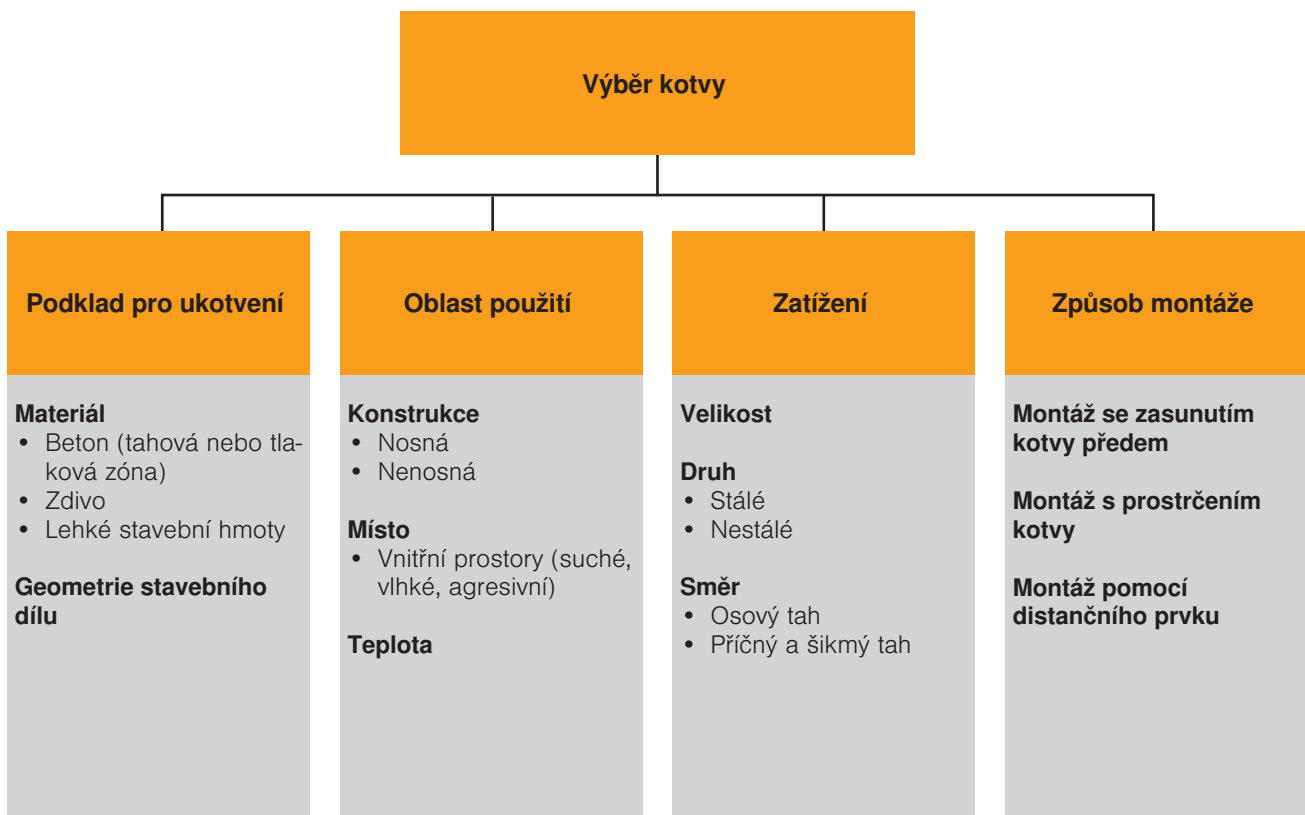 Výběr kotvy
Podklad pro ukotvení
Materiál
• Beton (tahová nebo tla-
ková zóna)
• Zdivo
• Lehké stavební hmoty
Geometrie stavebního
dílu
Oblast použití
Konstrukce
• Nosná
• Nenosná
Místo
• Vnitřní prostory (suché,
vlhké, agresivní)
Teplota
Zatížení
Velikost
Druh
• Stálé
• Nestálé
Směr
• Osový tah
• Příčný a šikmý tah
Způsob montáže
Montáž se zasunutím
kotvy předem
Montáž s prostrčením
kotvy
Montáž pomocí
distančního prvku